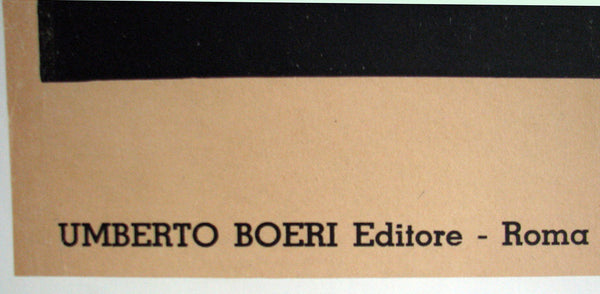 UMBERTO BOERI Editore - Roma